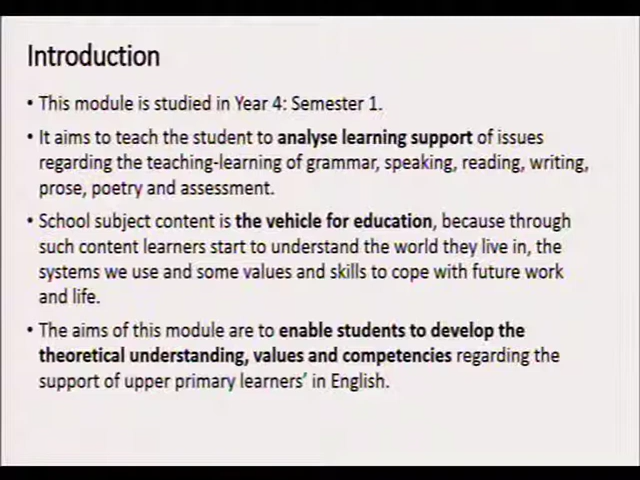 Introduction
• This module is studied in Year 4: Semester 1.
• It aims to teach the student to analyse learning support of issues
regarding the teaching-learning of grammar, speaking, reading, writing,
prose, poetry and assessment.
• School subject content is the vehicle for education, because through
such content learners start to understand the world they live in, the
systems we use and some values and skills to cope with future work
and life.
• The aims of this module are to enable students to develop the
theoretical understanding, values and competencies regarding the
support of upper primary learners' in English.